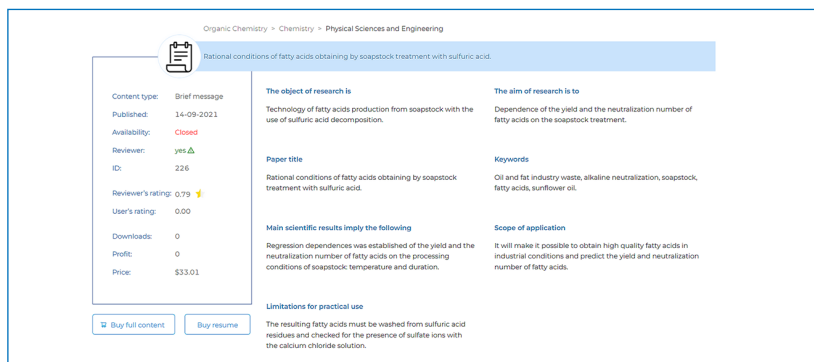 Organic Chemistry > Chemistry > Physical Sciences and Engineering
Rational conditions of fatty acids obtaining by soapstock treatment with sulfuric acid.
Content type: Brief message
Published: 14-09-2021
Availability: Closed
Reviewer: yes
ID: 226
Reviewer's rating: 0.79
User's rating: 0.00
Downloads: 0
Profit: 0
Price: $33.01
Buy full content
Buy resume
The object of research is
Technology of fatty acids production from soapstock with the
use of sulfuric acid decomposition.
The aim of research is to
Dependence of the yield and the neutralization number of
fatty acids on the soapstock treatment.
Paper title
Rational conditions of fatty acids obtaining by soapstock
treatment with sulfuric acid.
Keywords
Oil and fat industry waste, alkaline neutralization, soapstock,
fatty acids, sunflower oil.
Main scientific results imply the following
Regression dependences was established of the yield and the
neutralization number of fatty acids on the processing
conditions of soapstock: temperature and duration.
Scope of application
It will make it possible to obtain high quality fatty acids in
industrial conditions and predict the yield and neutralization
number of fatty acids.
Limitations for practical use
The resulting fatty acids must be washed from sulfuric acid
residues and checked for the presence of sulfate ions with
the calcium chloride solution.